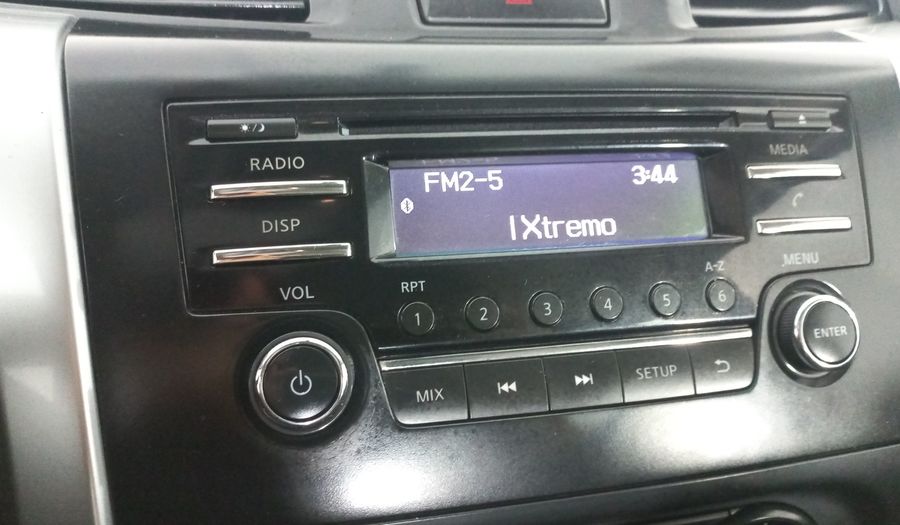 RADIO
MEDIA
FM2-5
3:44
DISP
lXtremo
VOL
MENU
RPT
A-Z
1
2
3
4
5
6
ENTER
MIX
SETUP